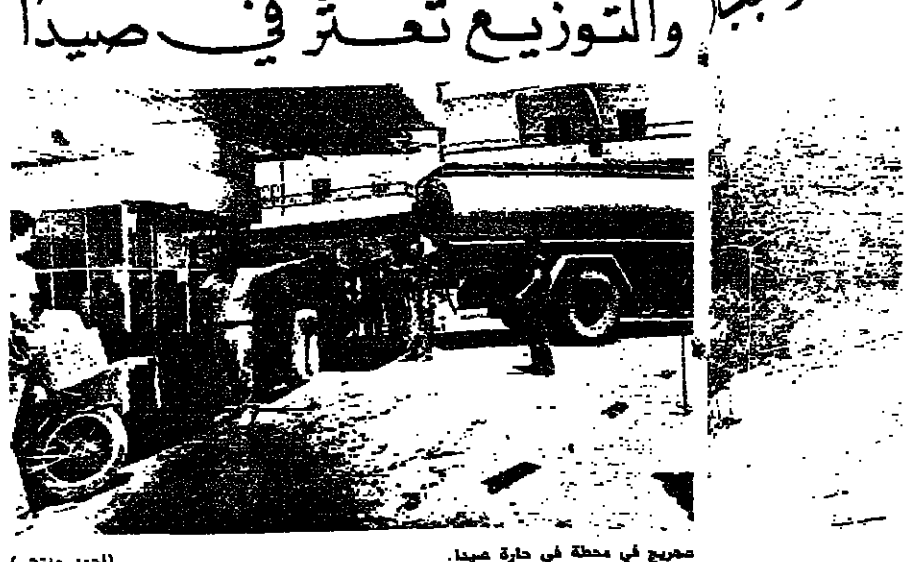 والتوزيع تعثر في صيدا
صهريج في محطة في حارة صيدا.